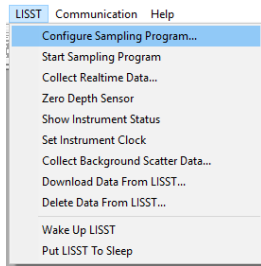 LISST Communication Help
Configure Sampling Program...
Start Sampling Program
Collect Realtime Data...
Zero Depth Sensor
Show Instrument Status
Set Instrument Clock
Collect Background Scatter Data...
Download Data From LISST...
Delete Data From LISST...
Wake Up LISST
Put LISST To Sleep